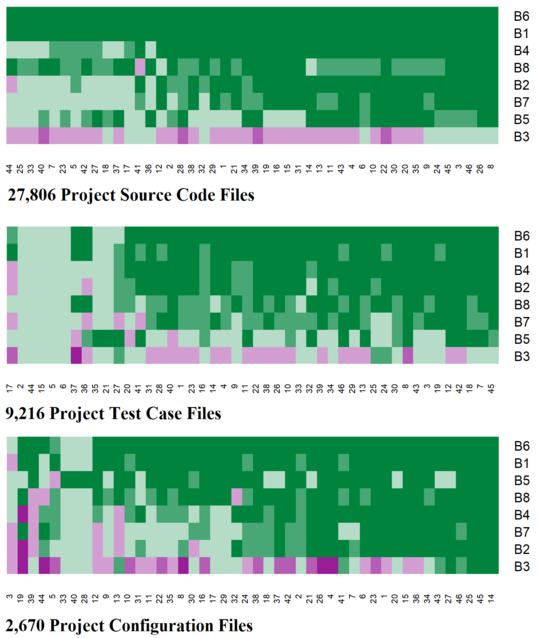 B6
B1
B4
B8
B2
B7
B5
B3
44 25 33 40 7 23 5 42 27 18 37 17 41 36 12 2 28 38 32 29 1 21 34 39 19 16 15 31 14 13 11 43 4 6 10 22 30 20 35 9 24 45 3 46 26 8
27,806 Project Source Code Files
B6
B1
B4
B2
B8
B7
B5
B3
17 2 44 15 5 6 37 36 35 21 27 20 41 31 28 40 1 23 16 14 4 9 11 22 38 26 10 33 32 39 34 46 29 13 25 24 30 8 43 3 19 12 42 18 7 45
9,216 Project Test Case Files
B6
B1
B5
B8
B4
B7
B2
B3
3 19 39 44 5 40 28 12 9 13 10 11 22 35 8 30 16 17 29 32 24 18 37 42 2 21 26 4 41 7 1 20 15 36 38 43 34 27 46 25 45 14
2,670 Project Configuration Files